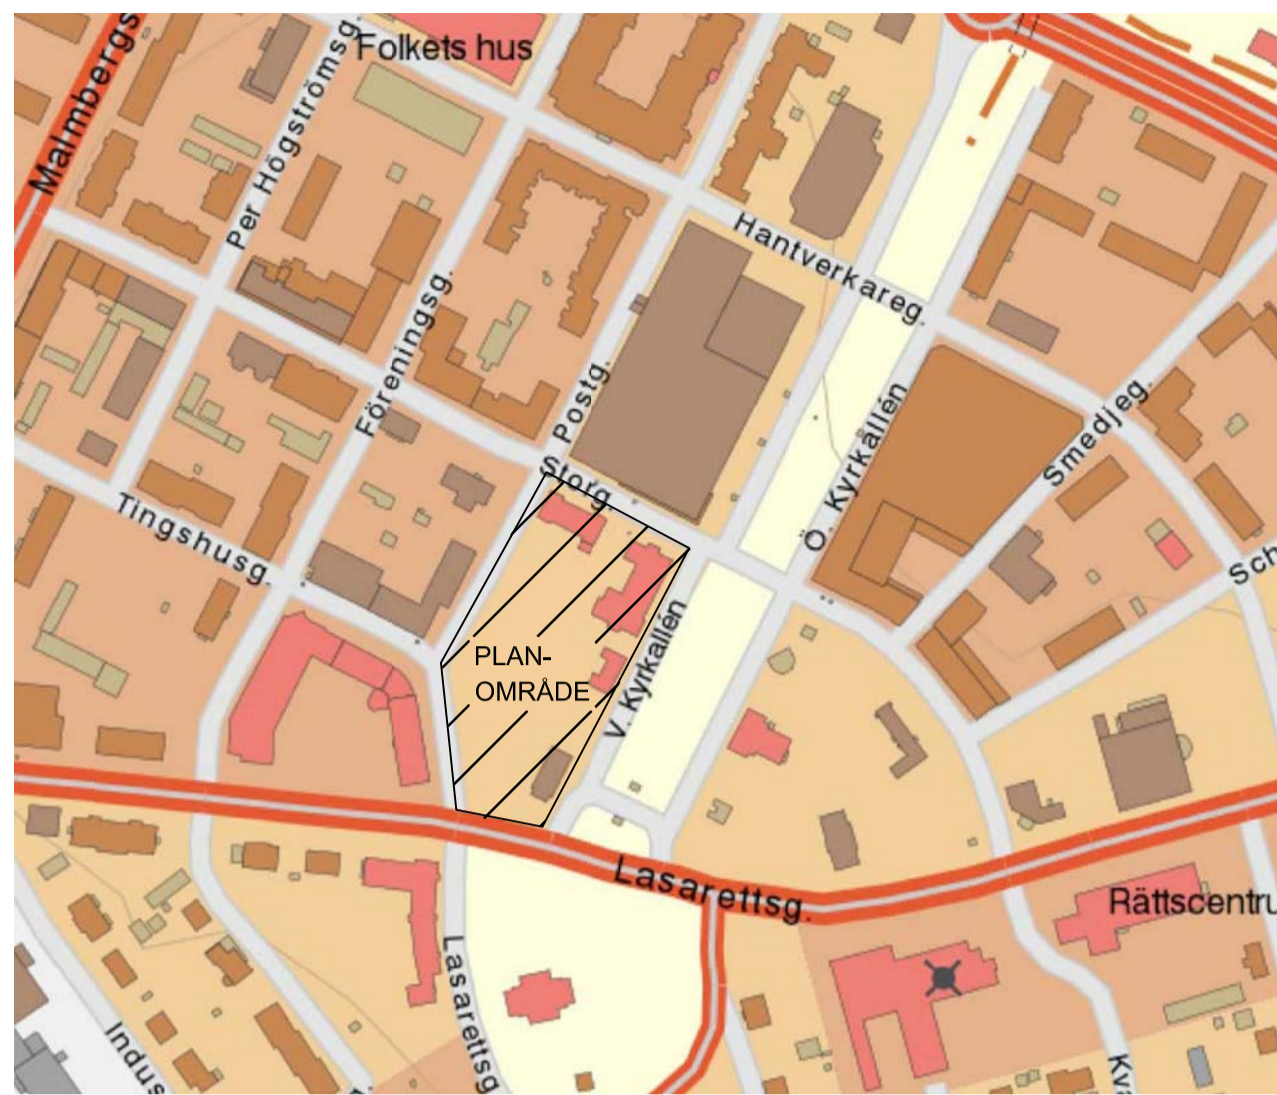 Malmbergs
Folkets hus
Per Högströmsg.
Hantverkareg.
Föreningsg.
Postg.
Storg.
Ö. Kyrkallén
Smedjeg.
Tingshusg.
Sch
PLAN-
OMRÅDE
V. Kyrkallén
Lasarettsg.
Rättscentru
Lasarettsg
Indus
Kva